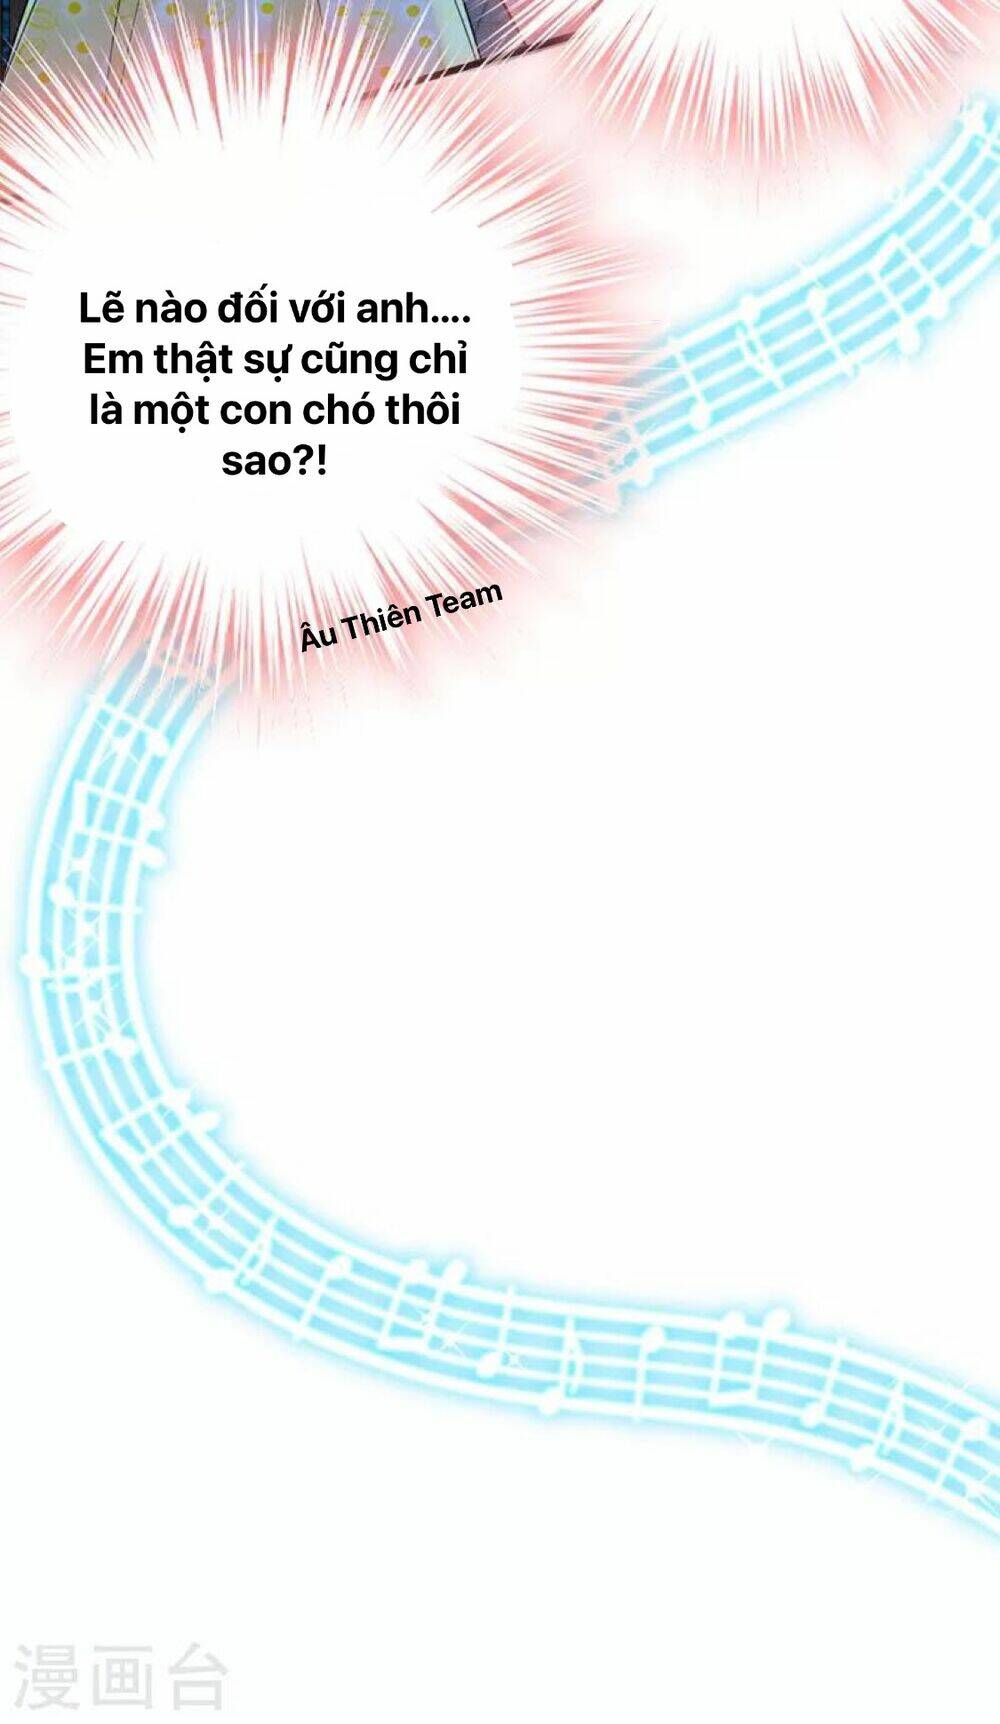 Lẽ nào đối với anh....
Em thật sự cũng chỉ
là một con chó thôi
sao?!
Âu Thiên Team
漫画台